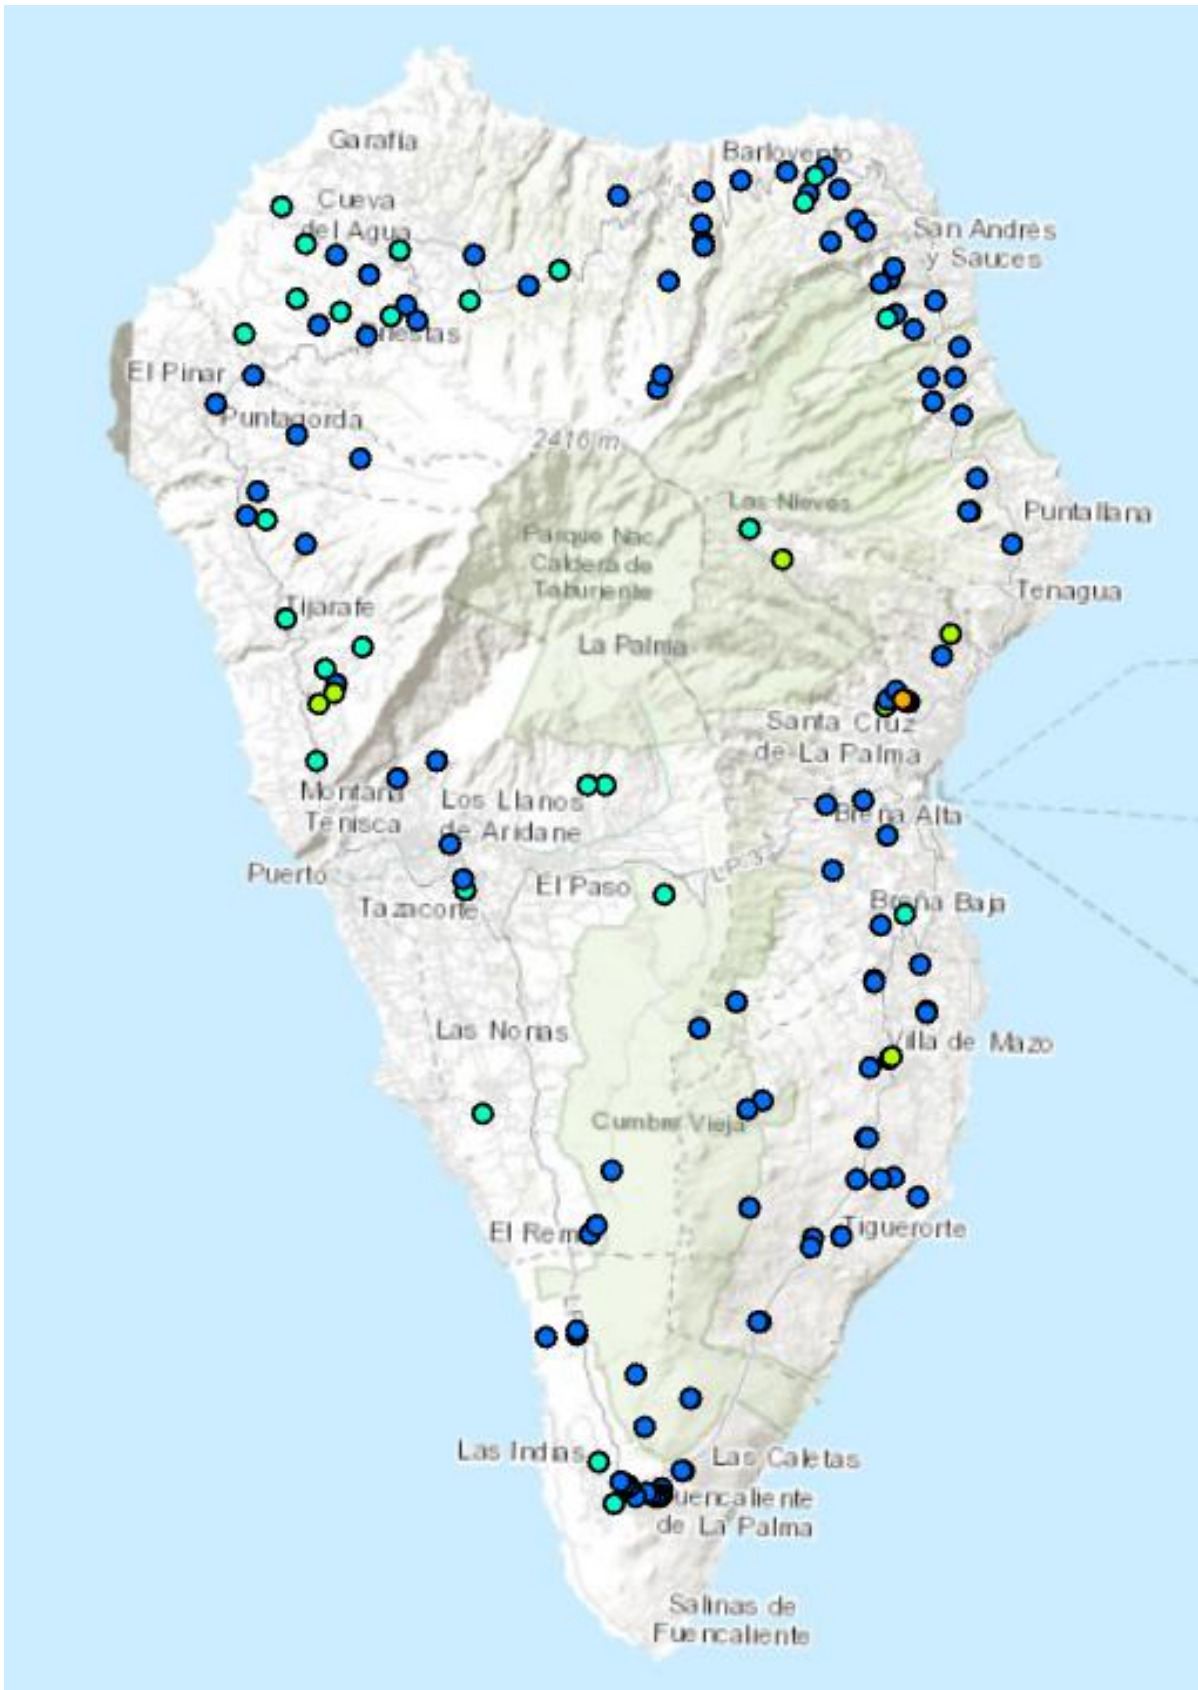 Garafía
Barlovento
Cueva
del Agua
San Andrés
y Sauces
El Pinar
Puntagorda
2416 m
Las Nieves
Puntallana
Parque Nac.
Caldera de
Taburiente
Tenagua
Tijarafe
La Palma
Santa Cruz
de La Palma
Montaña
Tenisca
Los Llanos
de Aridane
Breña Alta
LP-3
Puerto
El Paso
Tazacorte
Breña Baja
Las Norias
Villa de Mazo
Cumbre Vieja
El Rem
Tiguerorte
Las Indias
Las Caletas
Fuencaliente
de La Palma
Salinas de
Fuencaliente